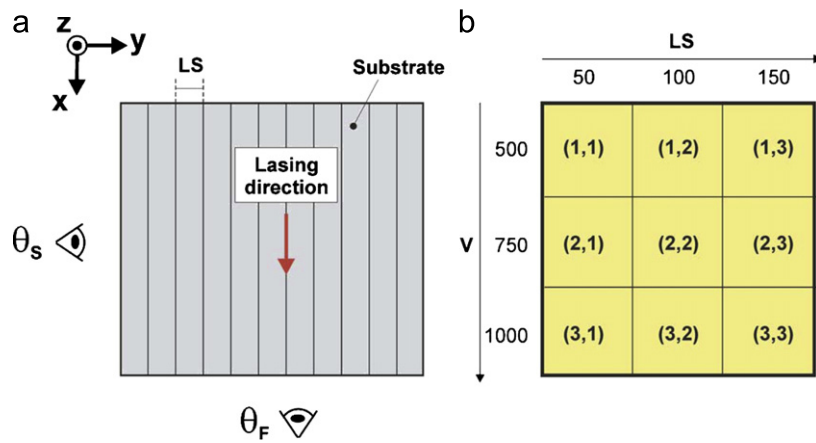 a
z
y
x
LS
Substrate
Lasing
direction
θS
θF
b
LS
50 100 150
500 (1,1) (1,2) (1,3)
V 750 (2,1) (2,2) (2,3)
1000 (3,1) (3,2) (3,3)